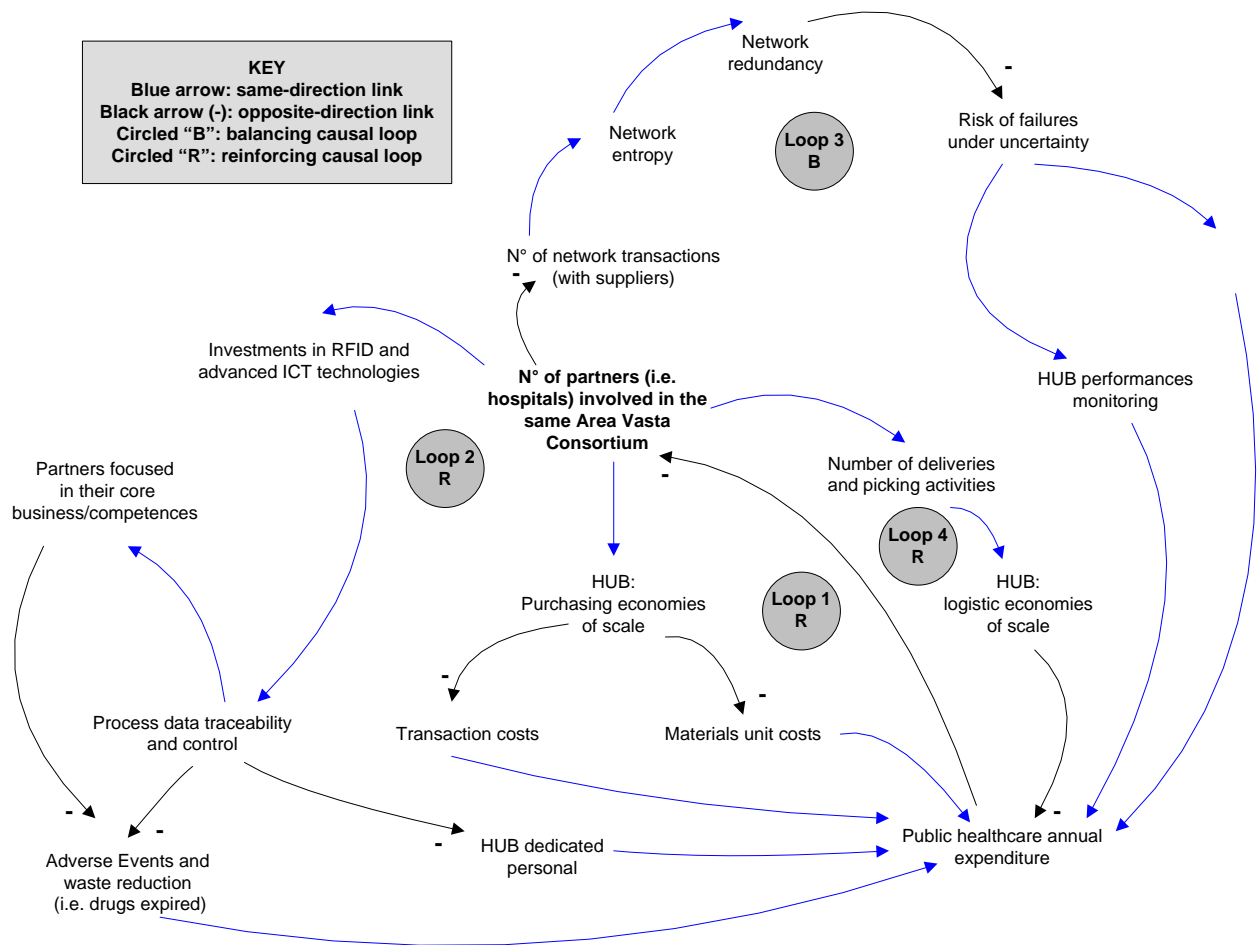 KEY
Blue arrow: same-direction link
Black arrow (-): opposite-direction link
Circled “B”: balancing causal loop
Circled “R”: reinforcing causal loop
Network
redundancy
-
Risk of failures
under uncertainty
Network
entropy
Loop 3
B
N° of network transactions
(with suppliers)
-
Investments in RFID and
advanced ICT technologies
N° of partners (i.e.
hospitals) involved in the
same Area Vasta
Consortium
-
HUB performances
monitoring
Loop 2
R
Partners focused
in their core
business/competences
Number of deliveries
and picking activities
Loop 4
R
HUB:
Purchasing economies
of scale
Loop 1
R
HUB:
logistic economies
of scale
-
-
Process data traceability
and control
Transaction costs
Materials unit costs
-
-
-
-
Adverse Events and
waste reduction
(i.e. drugs expired)
HUB dedicated
personal
Public healthcare annual
expenditure